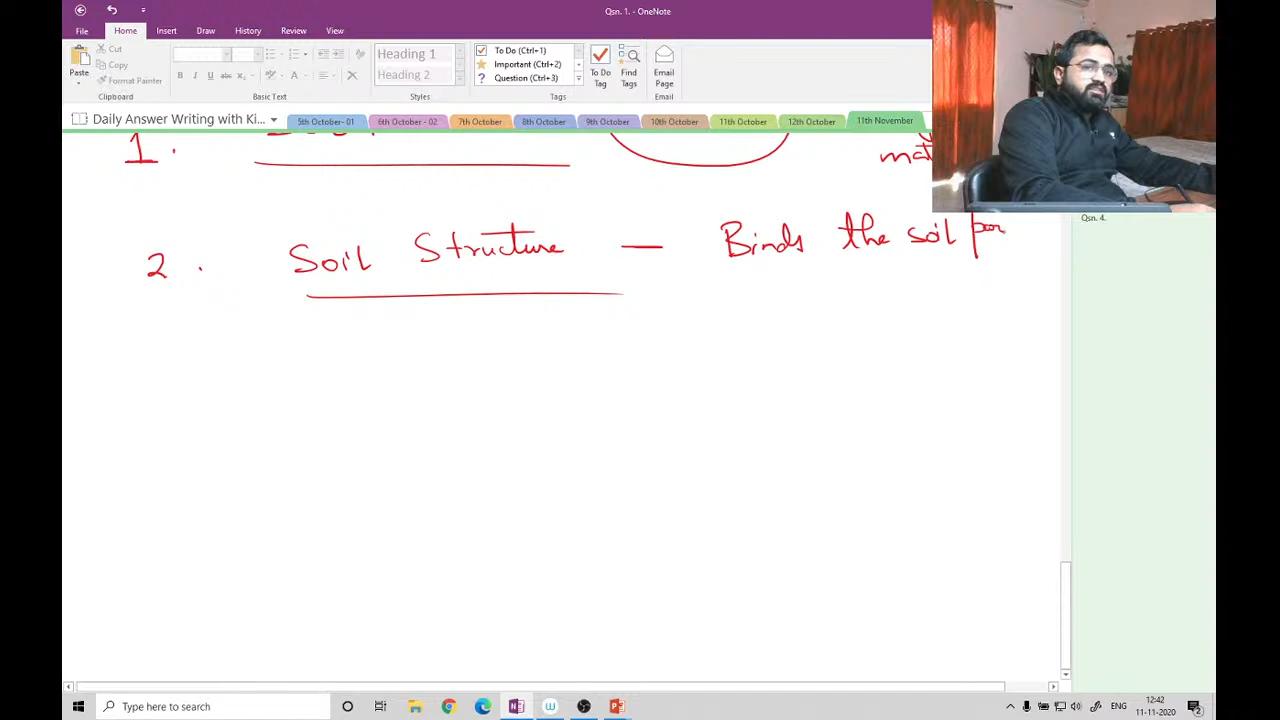 Qsn. 1. - OneNote
File Home Insert Draw History Review View
Cut
Copy
Format Painter
Paste
Clipboard
B I U abc A
Basic Text
Heading 1
Heading 2
Styles
To Do (Ctrl+1)
Important (Ctrl+2)
Question (Ctrl+3)
Tags
To Do Tag
Find Tags
Email Page
Email
Daily Answer Writing with Ki...
5th October- 01 6th October - 02 7th October 8th October 9th October 10th October 11th October 12th October 11th November
1.
Qsn. 4.
2. Soil Structure — Binds the soil par
Type here to search
ENG
12:42
11-11-2020
2